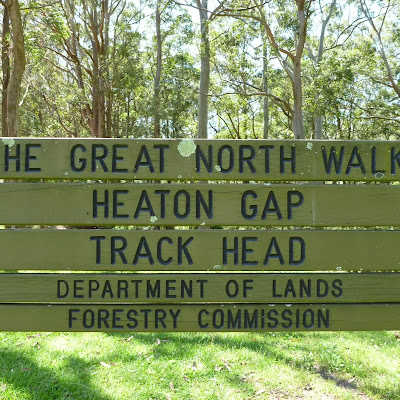 HE GREAT NORTH WALK
HEATON GAP
TRACK HEAD
DEPARTMENT OF LANDS
FORESTRY COMMISSION